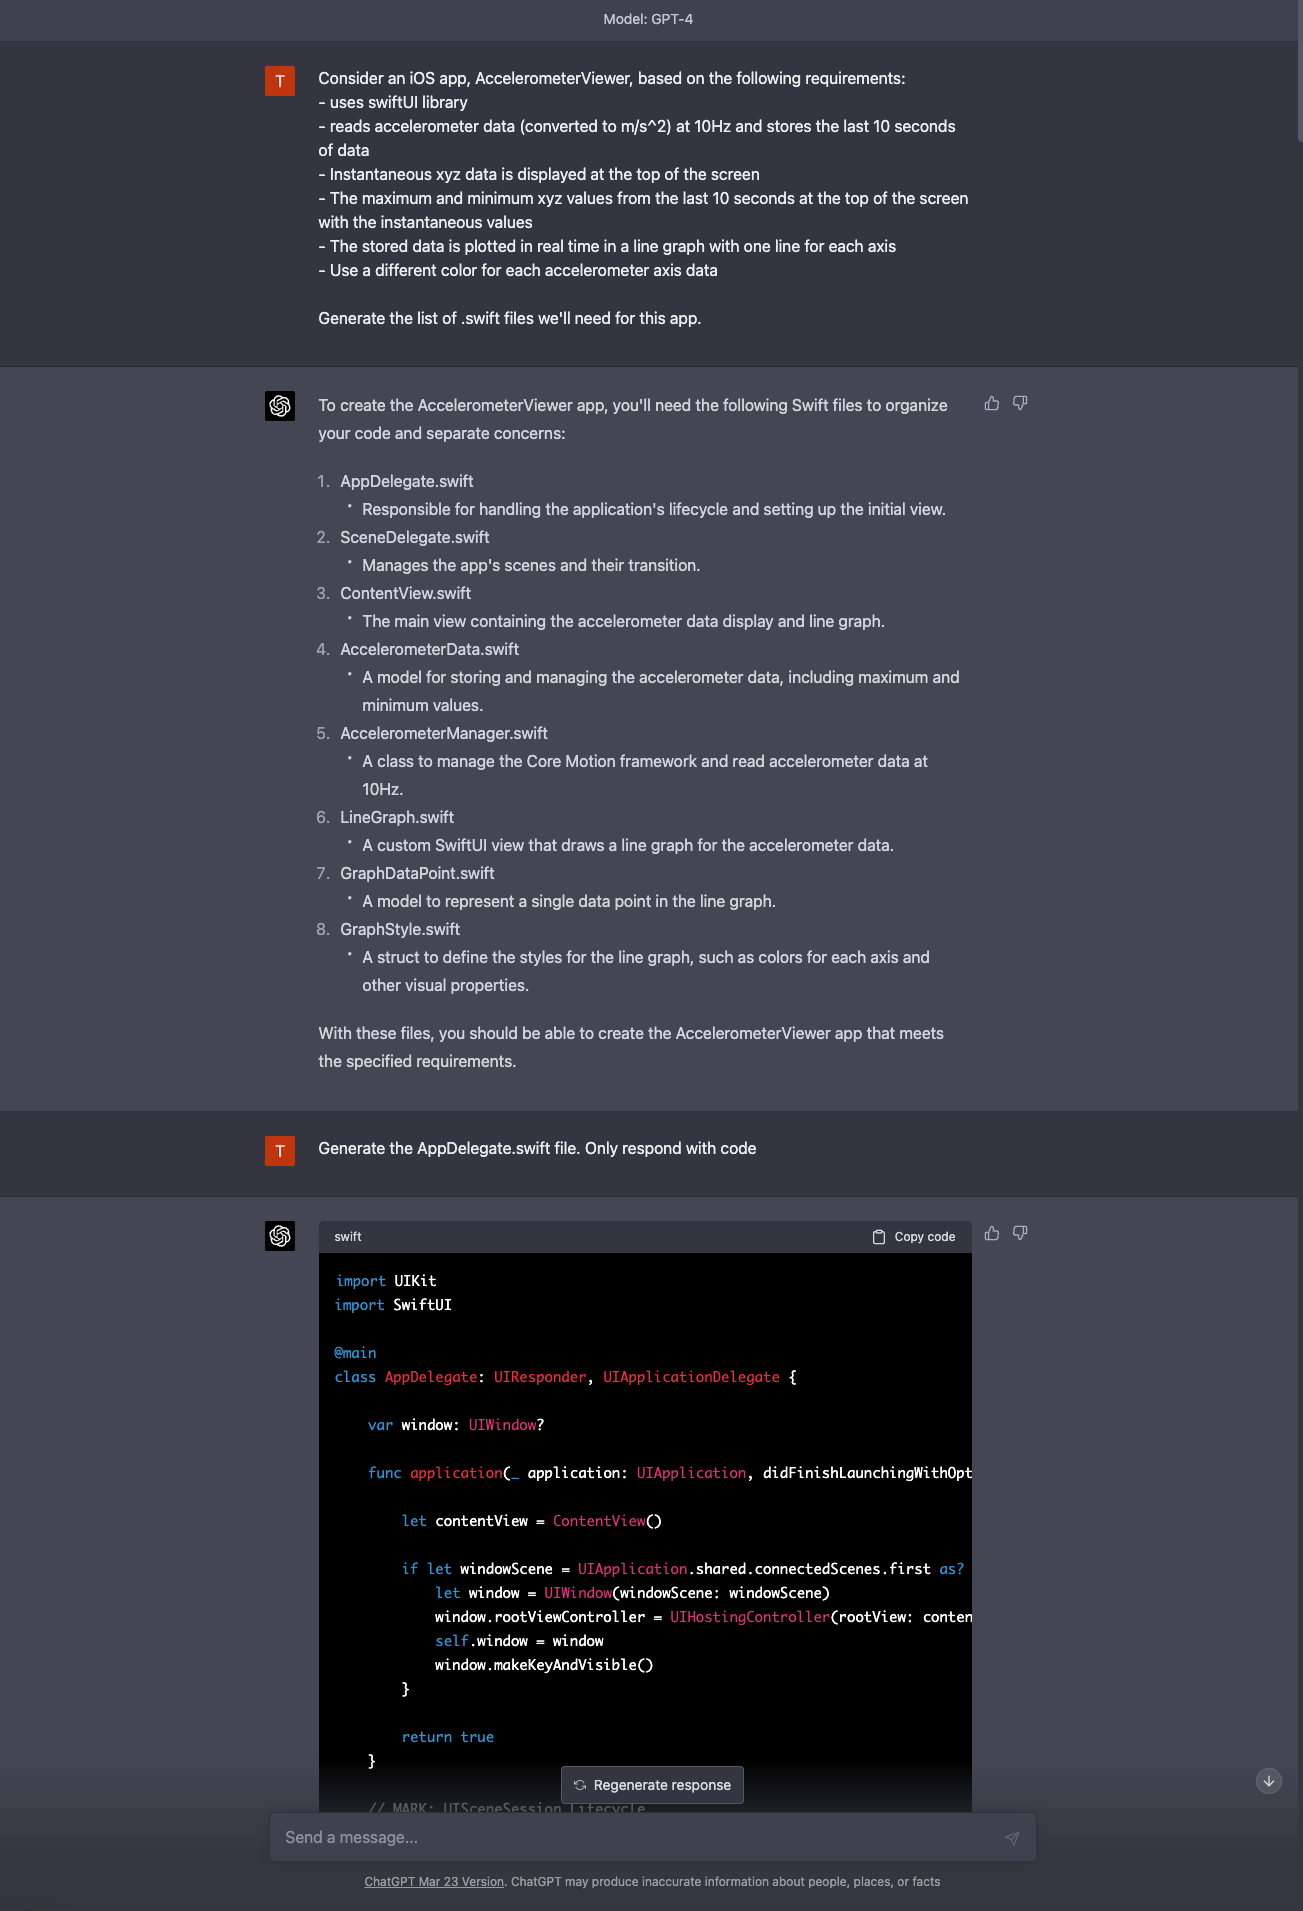 Model: GPT-4
T
Consider an iOS app, AccelerometerViewer, based on the following requirements:
- uses swiftUI library
- reads accelerometer data (converted to m/s^2) at 10Hz and stores the last 10 seconds
of data
- Instantaneous xyz data is displayed at the top of the screen
- The maximum and minimum xyz values from the last 10 seconds at the top of the screen
with the instantaneous values
- The stored data is plotted in real time in a line graph with one line for each axis
- Use a different color for each accelerometer axis data
Generate the list of .swift files we'll need for this app.
To create the AccelerometerViewer app, you'll need the following Swift files to organize
your code and separate concerns:
1. AppDelegate.swift
• Responsible for handling the application's lifecycle and setting up the initial view.
2. SceneDelegate.swift
• Manages the app's scenes and their transition.
3. ContentView.swift
• The main view containing the accelerometer data display and line graph.
4. AccelerometerData.swift
• A model for storing and managing the accelerometer data, including maximum and
minimum values.
5. AccelerometerManager.swift
• A class to manage the Core Motion framework and read accelerometer data at
10Hz.
6. LineGraph.swift
• A custom SwiftUI view that draws a line graph for the accelerometer data.
7. GraphDataPoint.swift
• A model to represent a single data point in the line graph.
8. GraphStyle.swift
• A struct to define the styles for the line graph, such as colors for each axis and
other visual properties.
With these files, you should be able to create the AccelerometerViewer app that meets
the specified requirements.
T
Generate the AppDelegate.swift file. Only respond with code
swift
Copy code
import UIKit
import SwiftUI
@main
class AppDelegate: UIResponder, UIApplicationDelegate {
var window: UIWindow?
func application(_ application: UIApplication, didFinishLaunchingWithOpt
let contentView = ContentView()
if let windowScene = UIApplication.shared.connectedScenes.first as?
let window = UIWindow(windowScene: windowScene)
window.rootViewController = UIHostingController(rootView: conten
self.window = window
window.makeKeyAndVisible()
}
return true
}
Regenerate response
// MARK: UISceneSession Lifecycle
Send a message...
ChatGPT Mar 23 Version. ChatGPT may produce inaccurate information about people, places, or facts